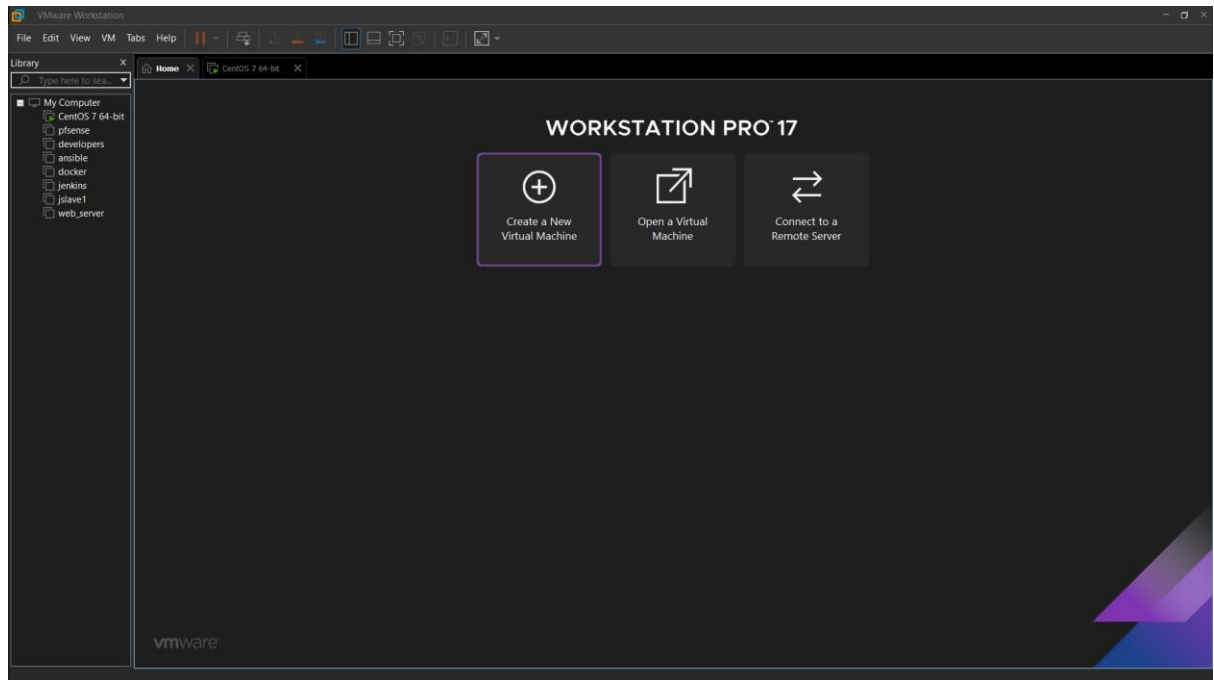 VMware Workstation
File Edit View VM Tabs Help
Library X
Type here to sea...
Home
CentOS 7 64-bit
My Computer
CentOS 7 64-bit
pfsense
developers
ansible
docker
jenkins
jslave1
web_server
WORKSTATION PRO™ 17
Create a New
Virtual Machine
Open a Virtual
Machine
Connect to a
Remote Server
vmware